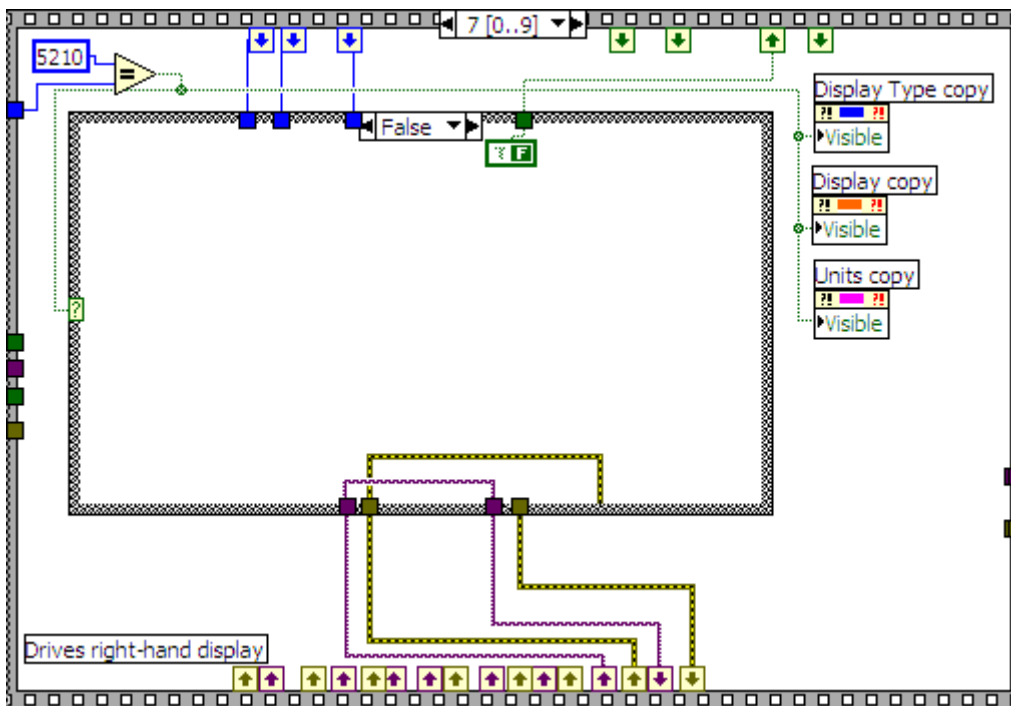 7 [0..9]
5210
=
Display Type copy
?! ?!
Visible
False
F
Display copy
?! ?!
Visible
Units copy
?! ?!
Visible
?
Drives right-hand display